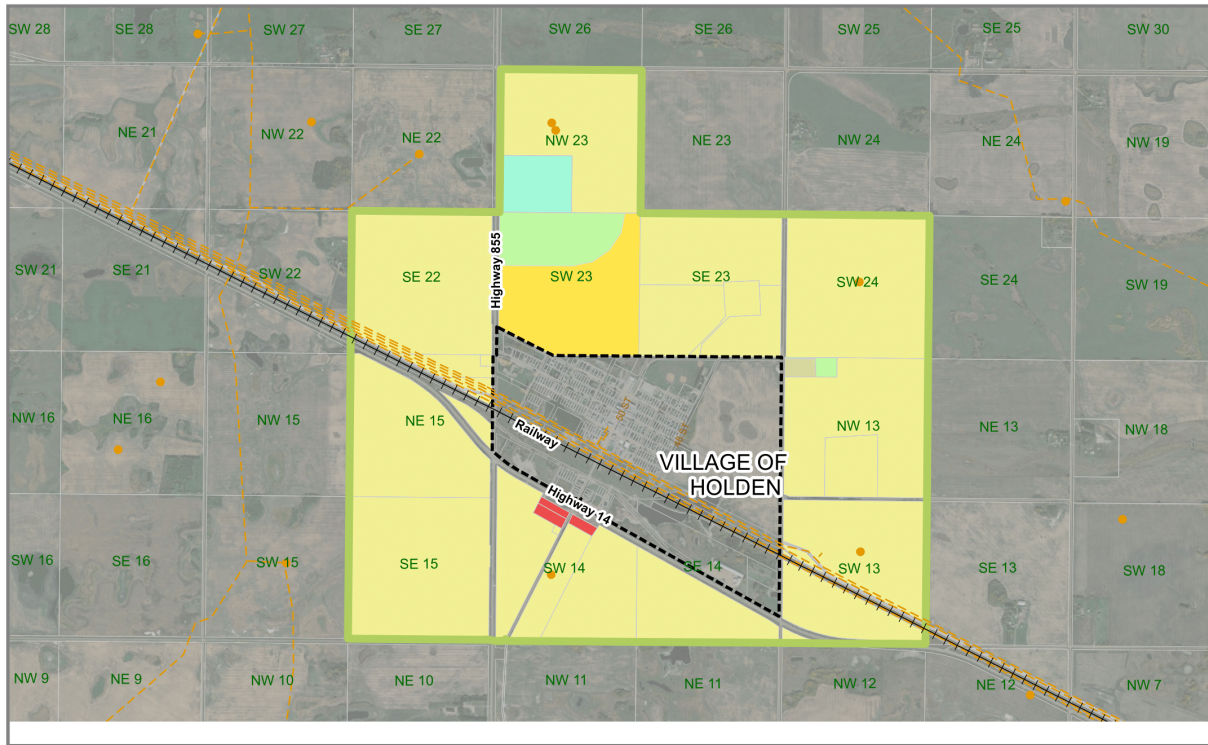 SW 28
SE 28
SW 27
SE 27
SW 26
SE 26
SW 25
SE 25
SW 30
NE 21
NW 22
NE 22
NW 23
NE 23
NW 24
NE 24
NW 19
SW 21
SE 21
SW 22
SE 22
Highway 855
SW 23
SE 23
SW 24
SE 24
SW 19
NW 16
NE 16
NW 15
NE 15
Railway
50 ST
VILLAGE OF
HOLDEN
NW 13
NE 13
NW 18
Highway 14
SW 16
SE 16
SW 15
SE 15
SW 14
SE 14
SW 13
SE 13
SW 18
NW 9
NE 9
NW 10
NE 10
NW 11
NE 11
NW 12
NE 12
NW 7